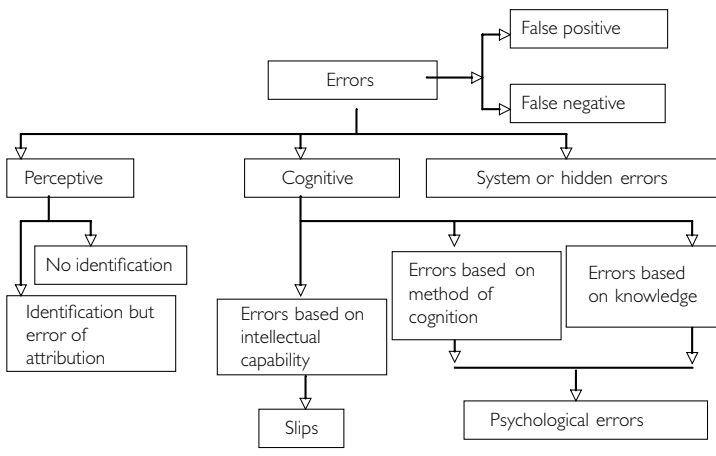 False positive
Errors
False negative
Perceptive
Cognitive
System or hidden errors
No identification
Identification but
error of
attribution
Errors based on
intellectual
capability
Errors based on
method of
cognition
Errors based
on knowledge
Slips
Psychological errors